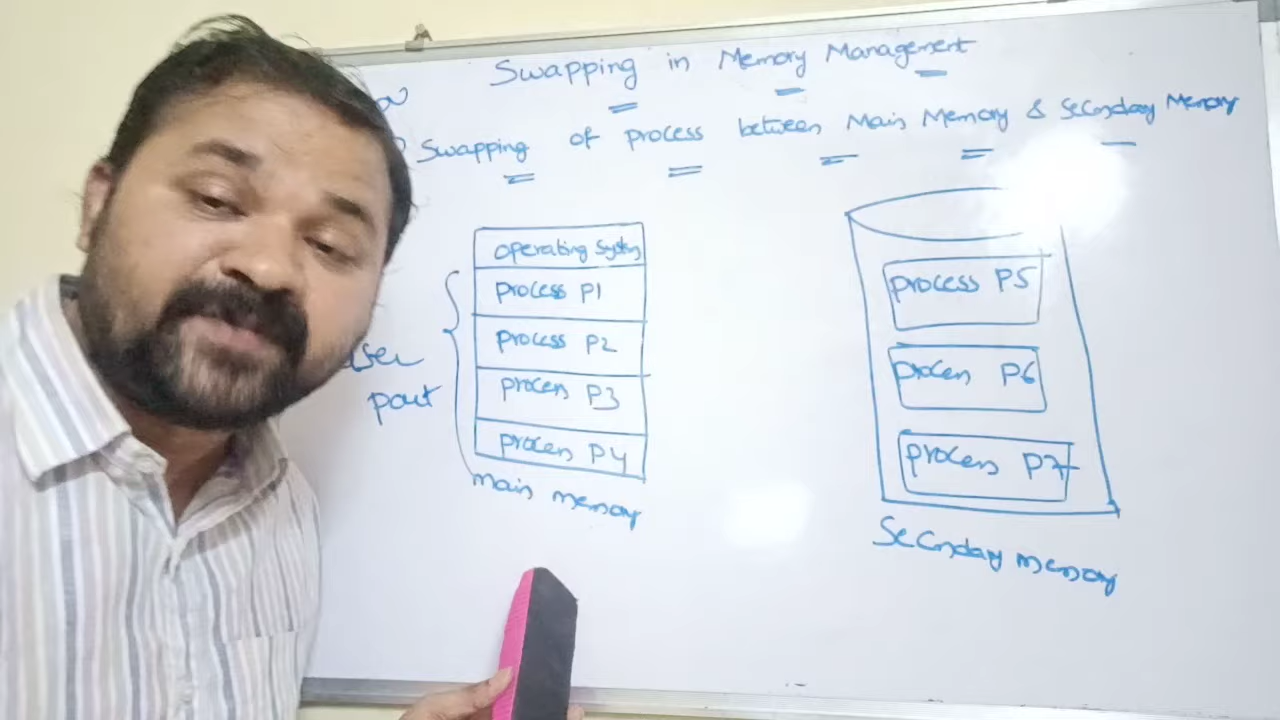 Swapping in Memory Management
Swapping of process between Main Memory & Secondary Memory
operating System
process P1
process P2
process P3
process P4
user
part
main memory
process P5
process P6
process P7
Secondary memory